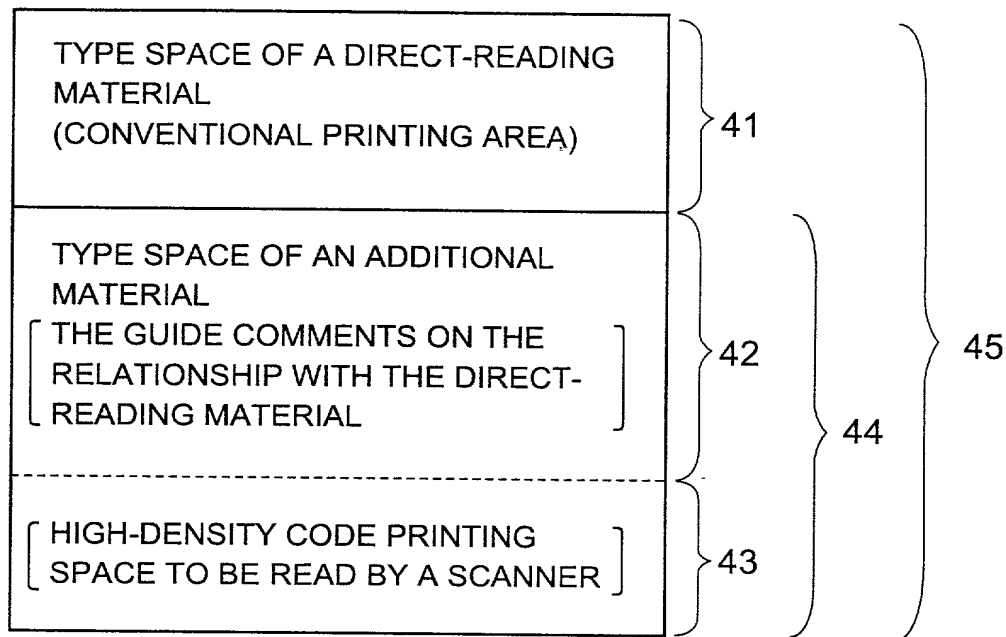 TYPE SPACE OF A DIRECT-READING
MATERIAL
(CONVENTIONAL PRINTING AREA)
41
TYPE SPACE OF AN ADDITIONAL
MATERIAL
[THE GUIDE COMMENTS ON THE
RELATIONSHIP WITH THE DIRECT-
READING MATERIAL]
42
[HIGH-DENSITY CODE PRINTING
SPACE TO BE READ BY A SCANNER]
43
44
45